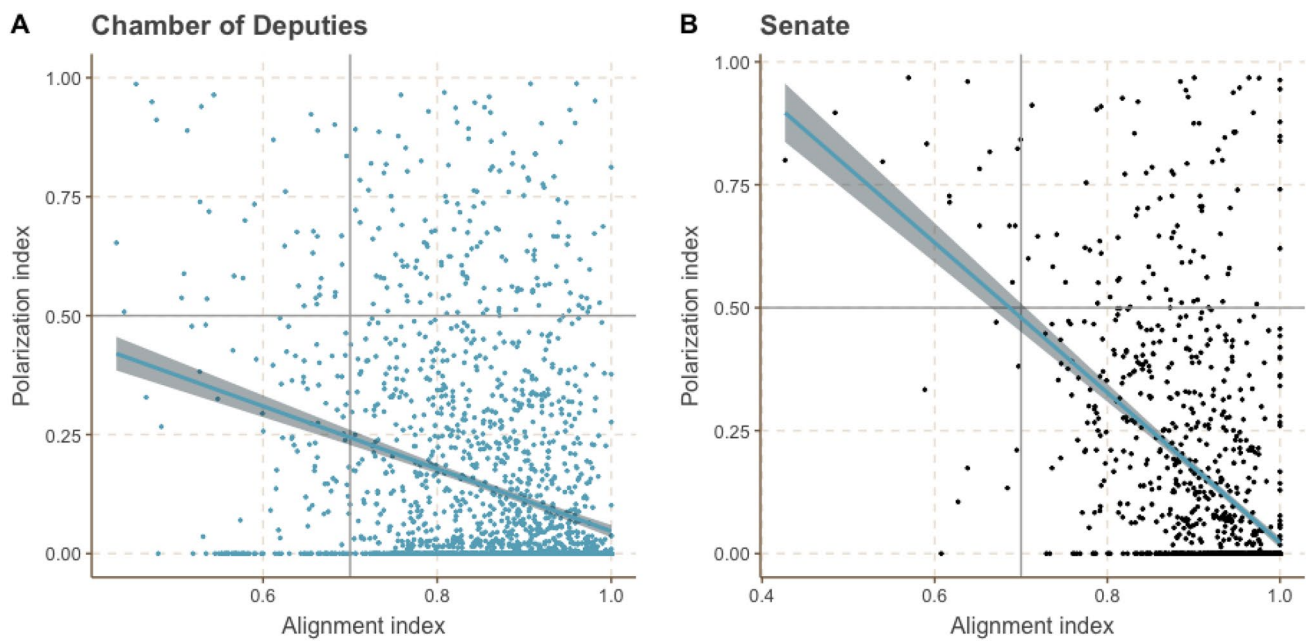 A Chamber of Deputies
Polarization index
1.00
0.75
0.50
0.25
0.00
0.6 0.8 1.0
Alignment index
B Senate
Polarization index
1.00
0.75
0.50
0.25
0.00
0.4 0.6 0.8 1.0
Alignment index